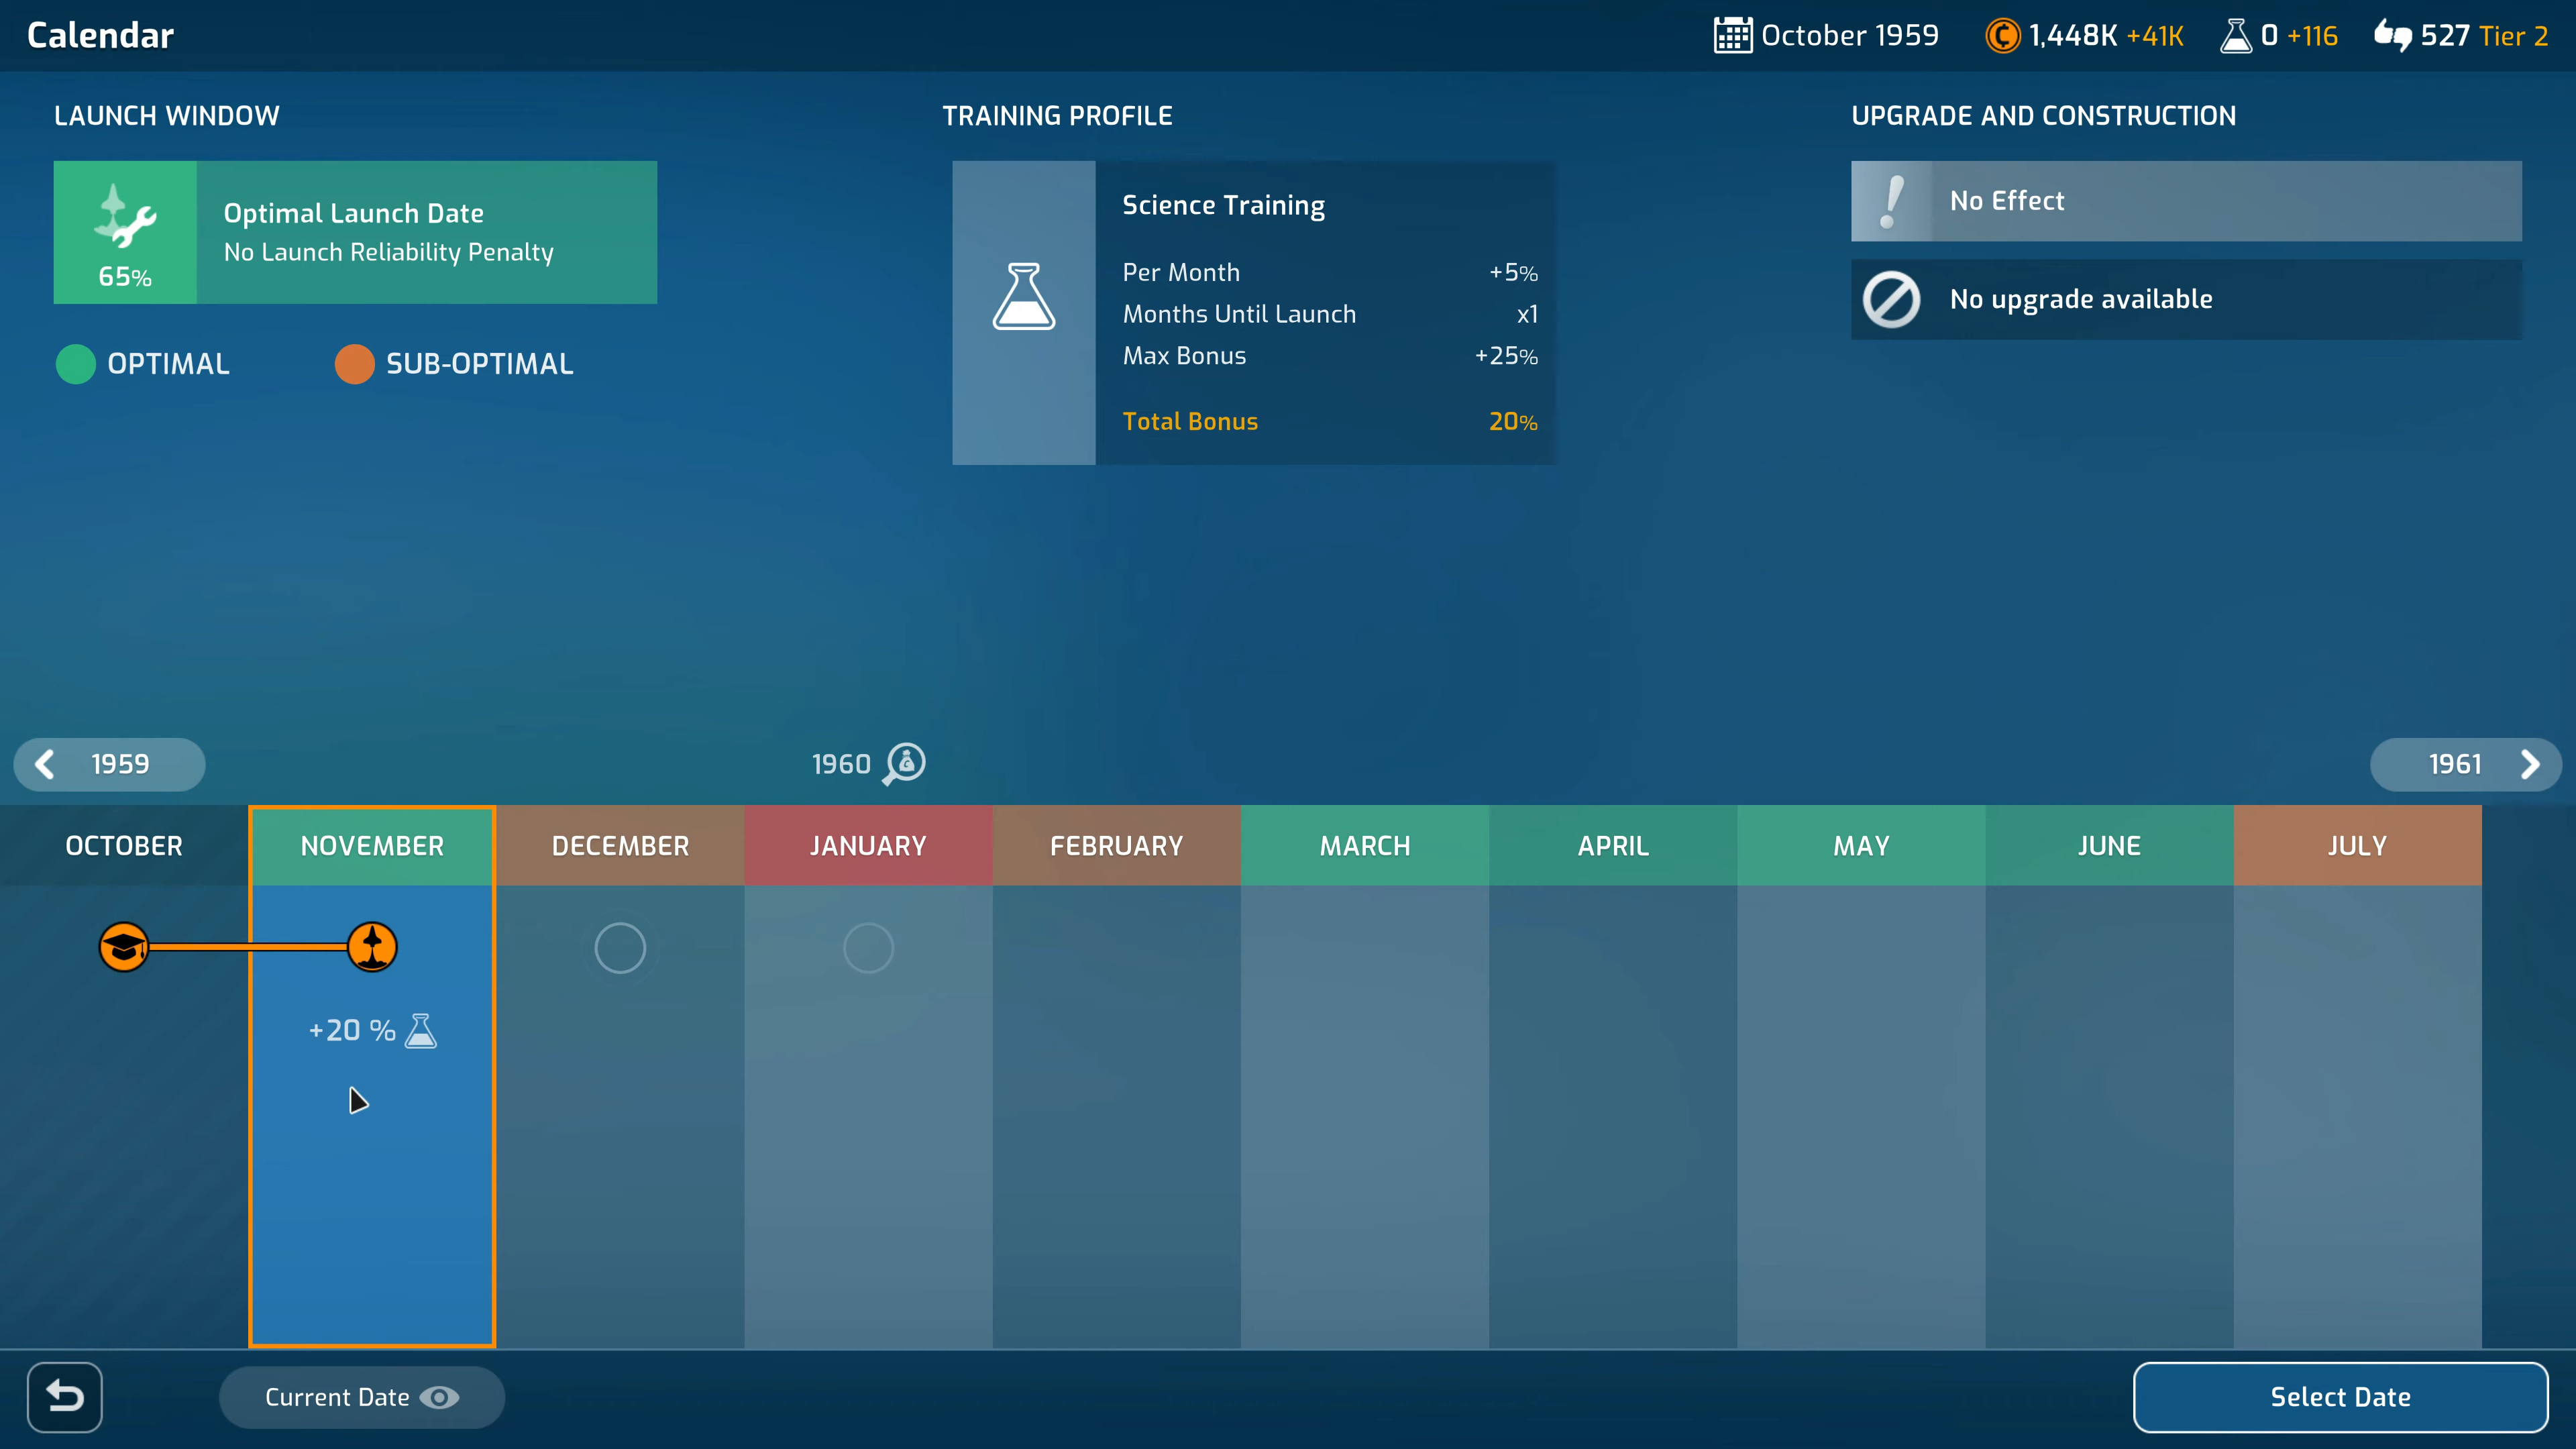 Calendar
October 1959
1,448K +41K
0 +116
527 Tier 2
LAUNCH WINDOW
65%
Optimal Launch Date
No Launch Reliability Penalty
OPTIMAL
SUB-OPTIMAL
TRAINING PROFILE
Science Training
Per Month +5%
Months Until Launch x1
Max Bonus +25%
Total Bonus 20%
UPGRADE AND CONSTRUCTION
No Effect
No upgrade available
1959
1960
1961
OCTOBER
NOVEMBER
DECEMBER
JANUARY
FEBRUARY
MARCH
APRIL
MAY
JUNE
JULY
+20 %
Current Date
Select Date